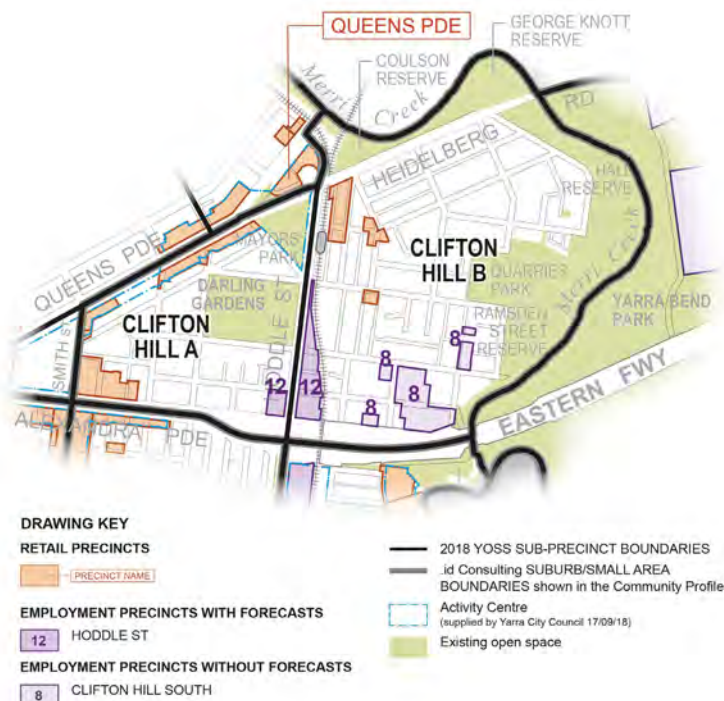 QUEENS PDE
GEORGE KNOTT
RESERVE
COULSON
RESERVE
Merri
Creek
RD
HEIDELBERG
HALL
RESERVE
MAYORS
PARK
CLIFTON
HILL B
QUEENS PDE
QUARRIES
PARK
DARLING
GARDENS
HODDLE ST
Merri Creek
YARRA BEND
PARK
CLIFTON
HILL A
RAMSDEN
STREET
RESERVE
SMITH ST
8
8
12
12
8
8
EASTERN FWY
ALEXANDRA PDE
DRAWING KEY
RETAIL PRECINCTS
PRECINCT NAME
EMPLOYMENT PRECINCTS WITH FORECASTS
12 HODDLE ST
EMPLOYMENT PRECINCTS WITHOUT FORECASTS
8 CLIFTON HILL SOUTH
2018 YOSS SUB-PRECINCT BOUNDARIES
.id Consulting SUBURB/SMALL AREA
BOUNDARIES shown in the Community Profile
Activity Centre
(supplied by Yarra City Council 17/09/18)
Existing open space